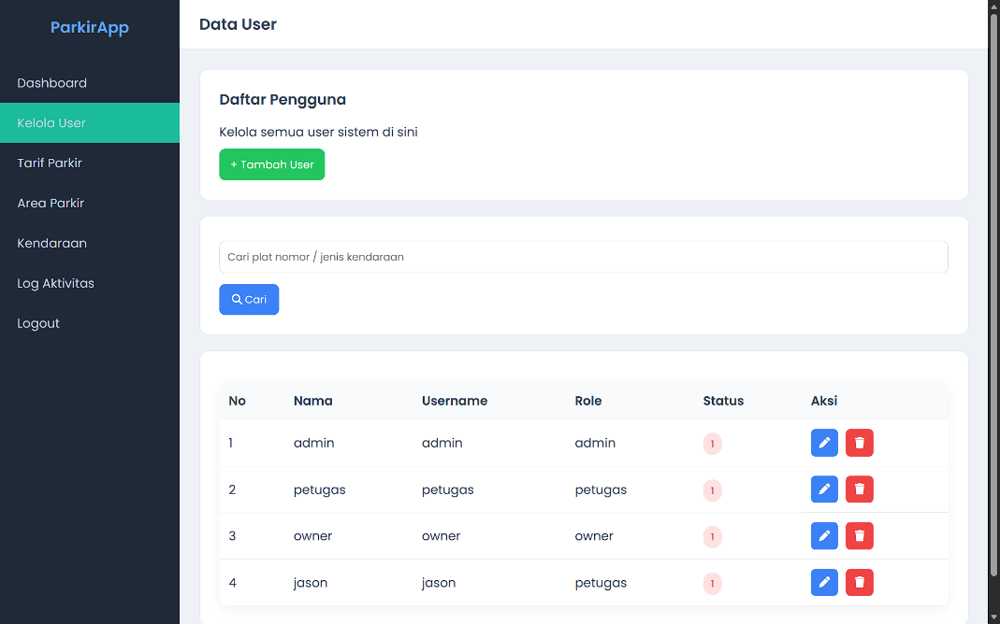 ParkirApp
Data User
Dashboard
Kelola User
Tarif Parkir
Area Parkir
Kendaraan
Log Aktivitas
Logout
Daftar Pengguna
Kelola semua user sistem di sini
+ Tambah User
Cari plat nomor / jenis kendaraan
Cari
No Nama Username Role Status Aksi
1 admin admin admin 1
2 petugas petugas petugas 1
3 owner owner owner 1
4 jason jason petugas 1